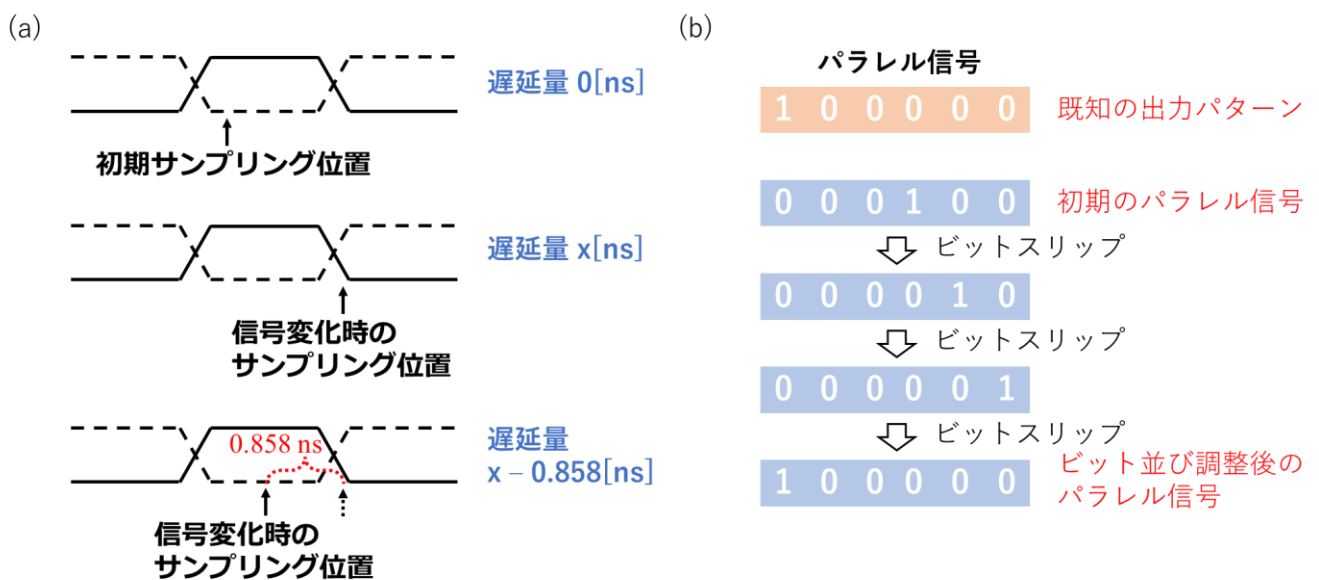 (a)
遅延量 0[ns]
初期サンプリング位置
遅延量 x[ns]
信号変化時の
サンプリング位置
0.858 ns
遅延量
x – 0.858[ns]
信号変化時の
サンプリング位置
(b)
パラレル信号
1 0 0 0 0 0
既知の出力パターン
0 0 0 1 0 0
初期のパラレル信号
ビットスリップ
0 0 0 0 1 0
ビットスリップ
0 0 0 0 0 1
ビットスリップ
1 0 0 0 0 0
ビット並び調整後の
パラレル信号